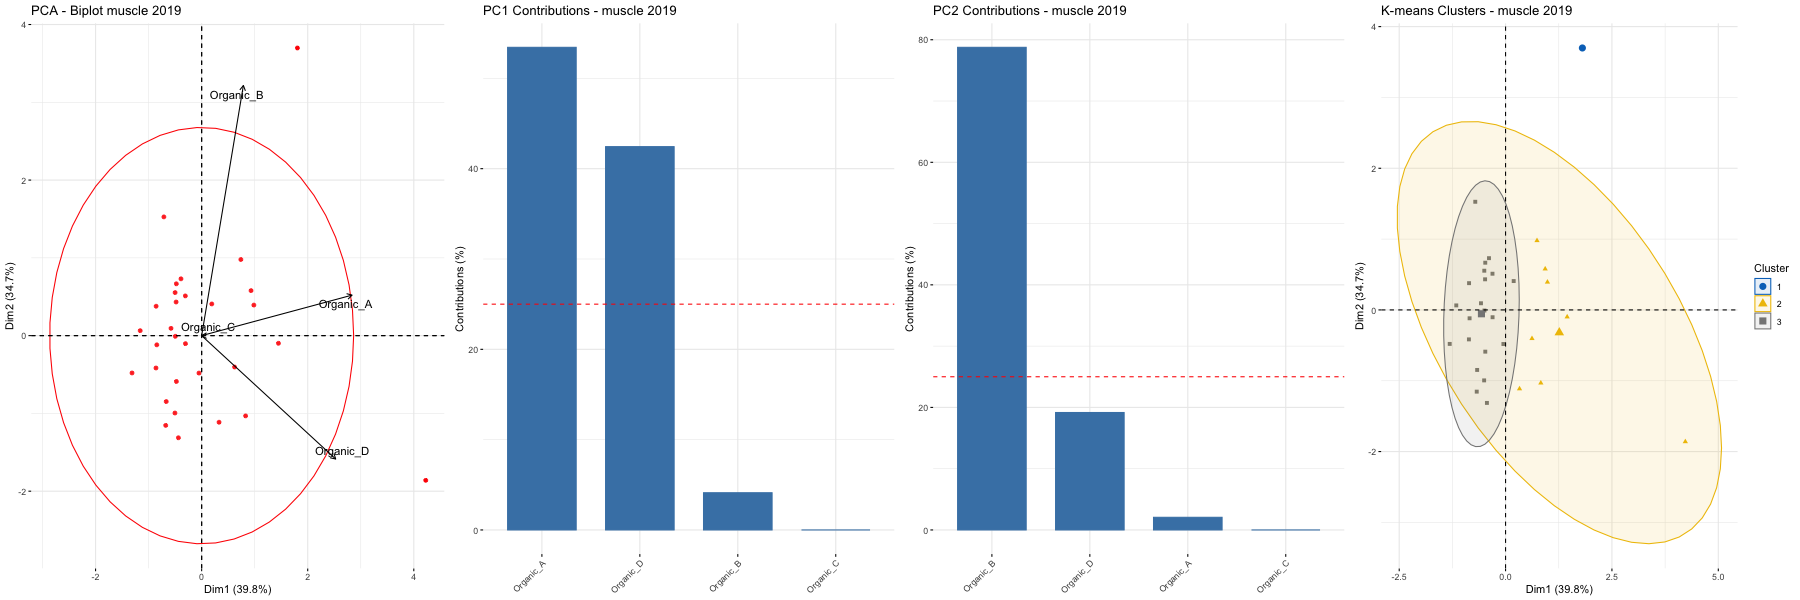 PCA - Biplot muscle 2019
4
2
0
-2
Dim2 (34.7%)
Organic_B
Organic_A
Organic_C
Organic_D
-2
0
2
4
Dim1 (39.8%)
PC1 Contributions - muscle 2019
40
20
0
Contributions (%)
Organic_A
Organic_D
Organic_B
Organic_C
PC2 Contributions - muscle 2019
80
60
40
20
0
Contributions (%)
Organic_B
Organic_D
Organic_A
Organic_C
K-means Clusters - muscle 2019
4
2
0
-2
Dim2 (34.7%)
-2.5
0.0
2.5
5.0
Dim1 (39.8%)
Cluster
1
2
3